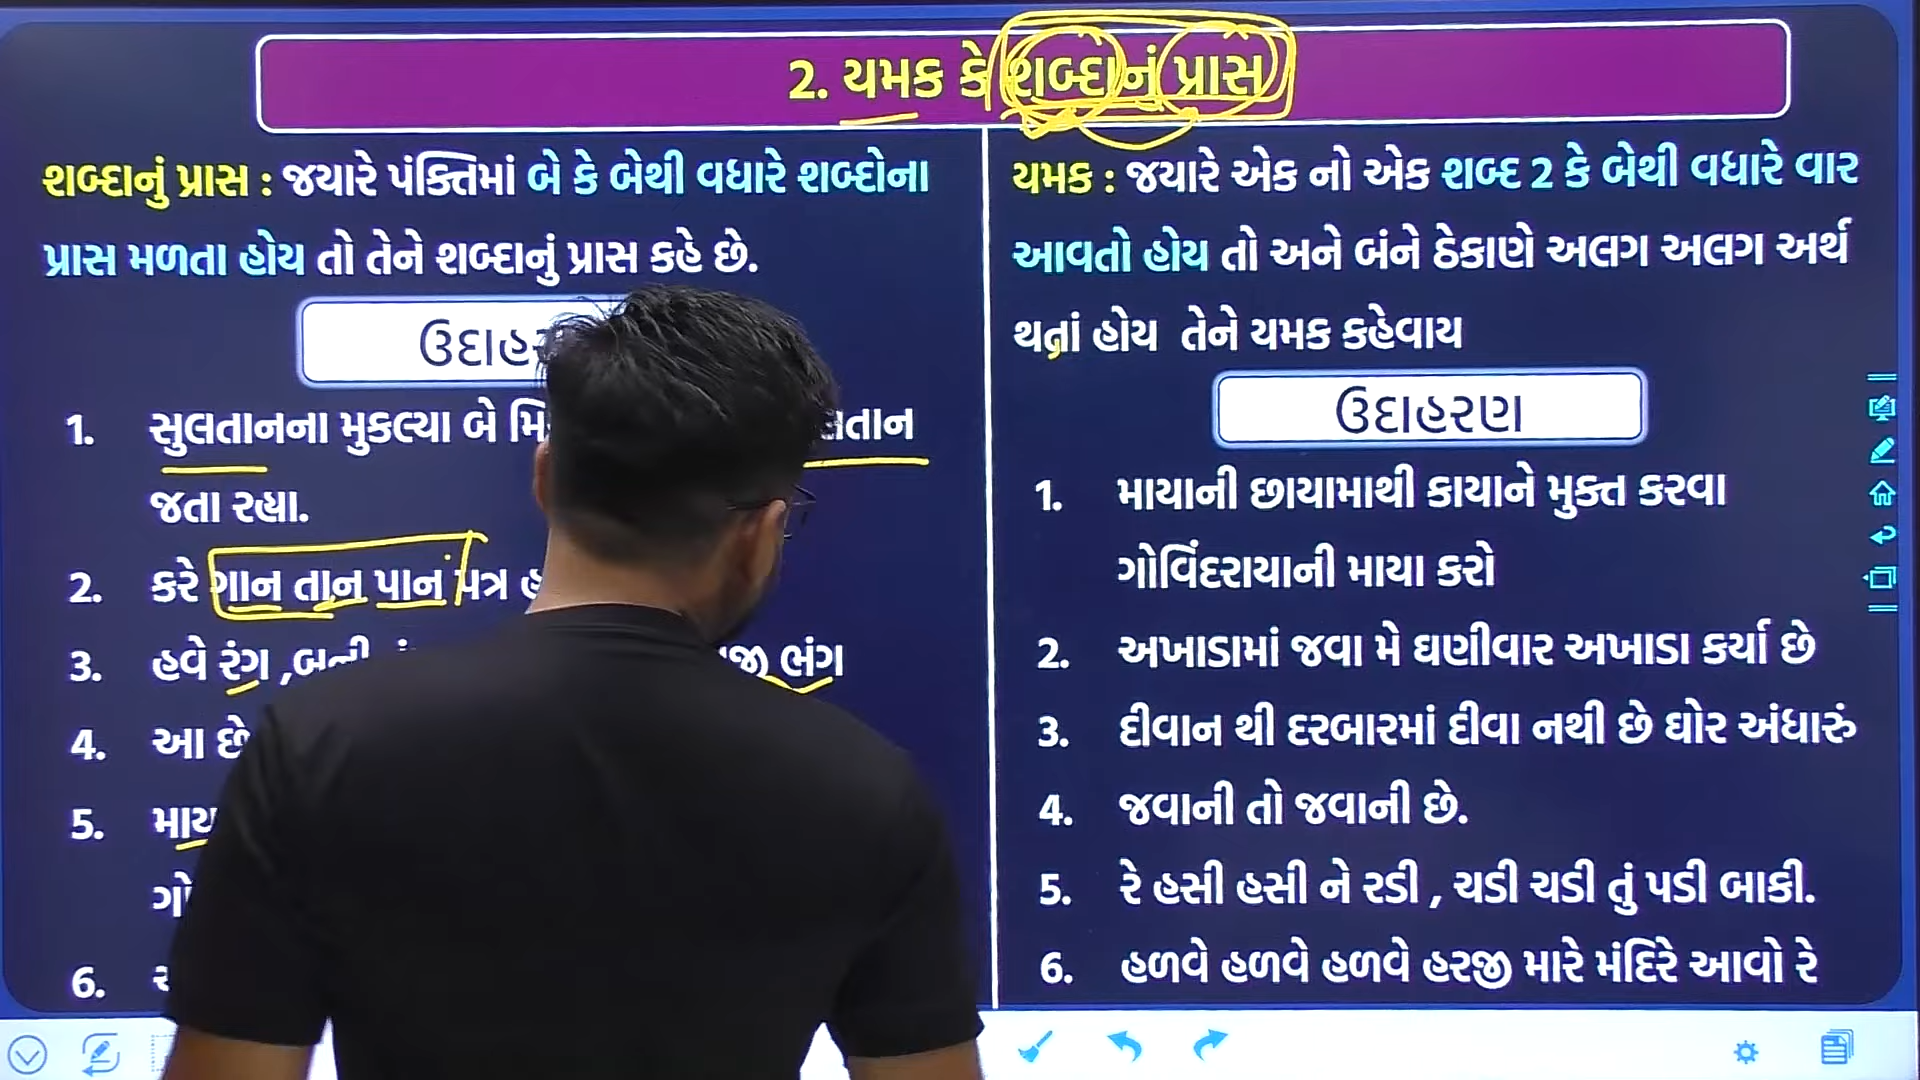 2. યમક કે શબ્દાનું પ્રાસ
શબ્દાનું પ્રાસ : જયારે પંક્તિમાં બે કે બેથી વધારે શબ્દોના
પ્રાસ મળતા હોય તો તેને શબ્દાનું પ્રાસ કહે છે.
1. સુલતાનના મુકલ્યા બે
જતા રહ્યા.
2. કરે ગાન તાન પાન પત્ર
3. હવે રંગ , ભંગ
4. આ છે
5.
6.
યમક : જયારે એક નો એક શબ્દ 2 કે બેથી વધારે વાર
આવતો હોય તો અને બંને ઠેકાણે અલગ અલગ અર્થ
થતાં હોય તેને યમક કહેવાય
ઉદાહરણ
1. માયાની છાયામાથી કાયાને મુક્ત કરવા
ગોવિંદરાયાની માયા કરો
2. અખાડામાં જવા મે ઘણીવાર અખાડા કર્યા છે
3. દીવાન થી દરબારમાં દીવા નથી છે ઘોર અંધારું
4. જવાની તો જવાની છે.
5. રે હસી હસી ને રડી , ચડી ચડી તું પડી બાકી.
6. હળવે હળવે હળવે હરજી મારે મંદિરે આવો રે